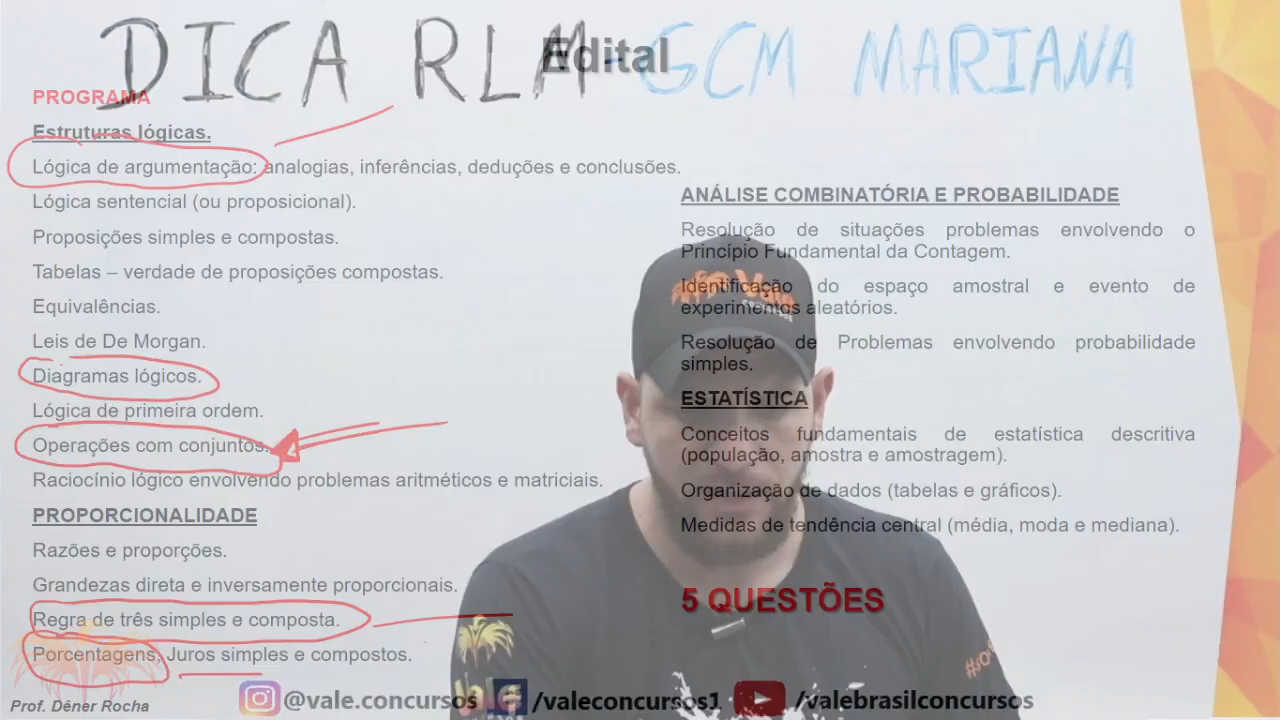 DICA RLM - GCM MARIANA
Edital
PROGRAMA
Estruturas lógicas.
Lógica de argumentação: analogias, inferências, deduções e conclusões.
Lógica sentencial (ou proposicional).
Proposições simples e compostas.
Tabelas – verdade de proposições compostas.
Equivalências.
Leis de De Morgan.
Diagramas lógicos.
Lógica de primeira ordem.
Operações com conjuntos.
Raciocínio lógico envolvendo problemas aritméticos e matriciais.
PROPORCIONALIDADE
Razões e proporções.
Grandezas direta e inversamente proporcionais.
Regra de três simples e composta.
Porcentagens, Juros simples e compostos.
ANÁLISE COMBINATÓRIA E PROBABILIDADE
Resolução de situações problemas envolvendo o
Princípio Fundamental da Contagem.
Identificação do espaço amostral e evento de
experimentos aleatórios.
Resolução de Problemas envolvendo probabilidade
simples.
ESTATÍSTICA
Conceitos fundamentais de estatística descritiva
(população, amostra e amostragem).
Organização de dados (tabelas e gráficos).
Medidas de tendência central (média, moda e mediana).
5 QUESTÕES
Vale
Vale
Prof. Dêner Rocha
@vale.concursos
/valeconcursos1
/valebrasilconcursos